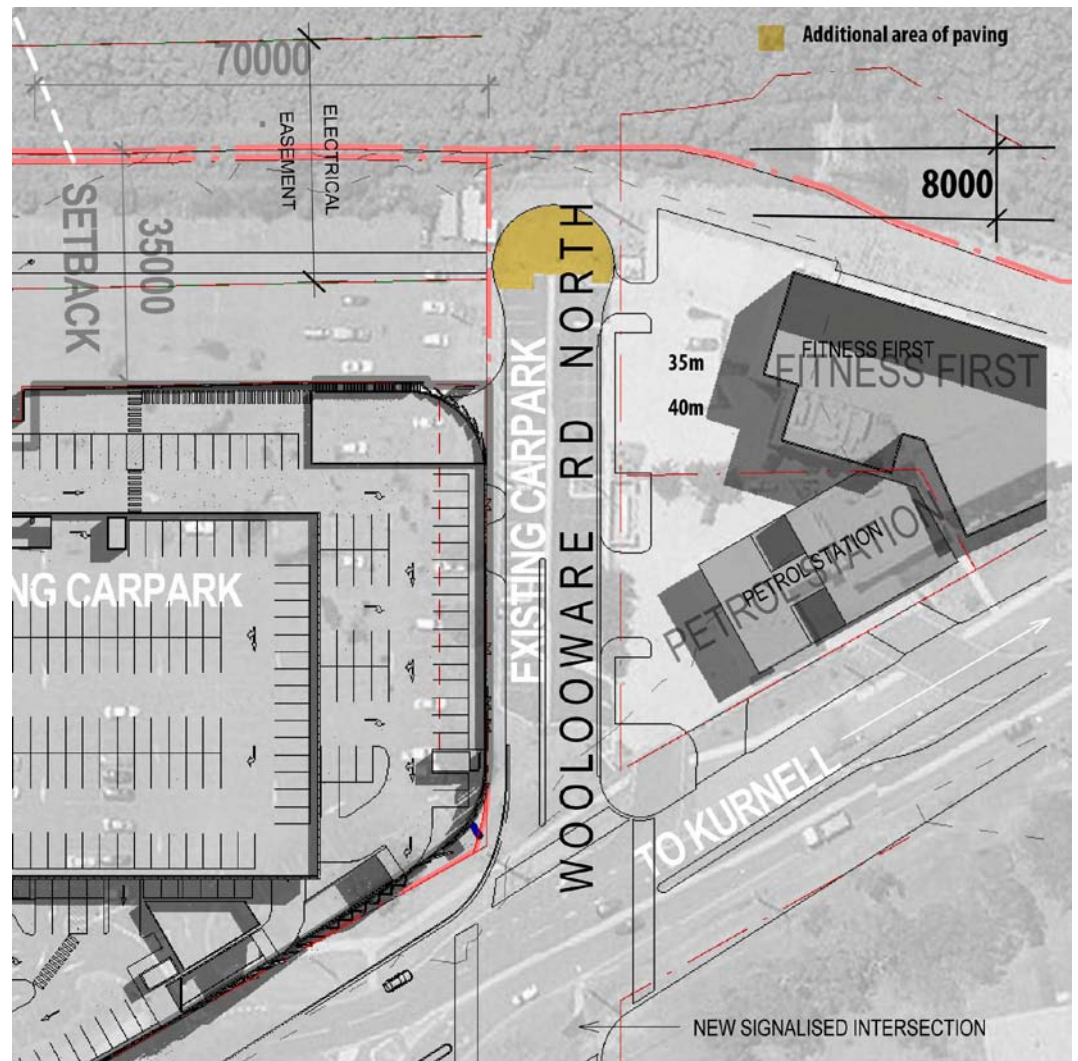 Additional area of paving
70000
ELECTRICAL
EASEMENT
8000
SETBACK
35000
WOOLOOWARE RD NORTH
EXISTING CARPARK
35m
40m
FITNESS FIRST
FITNESS FIRST
PETROL STATION
PETROL STATION
NG CARPARK
TO KURNELL
NEW SIGNALISED INTERSECTION